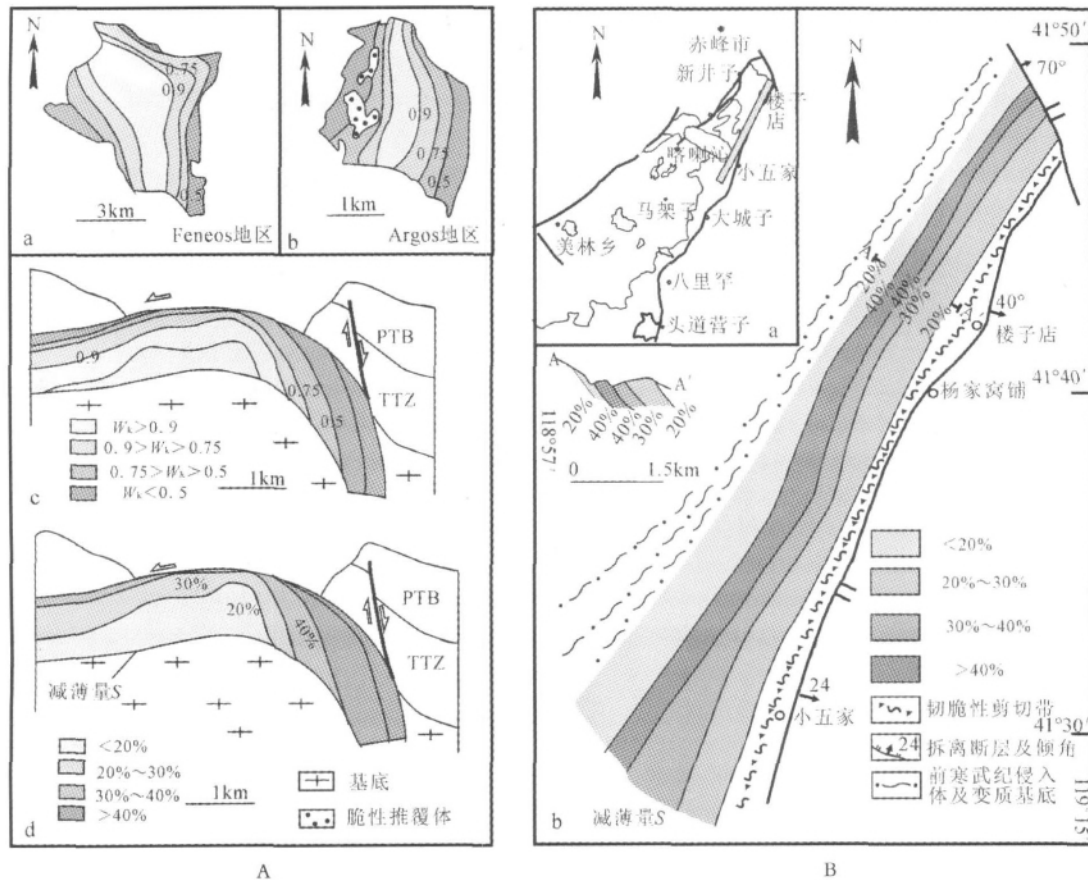 N
0.75
0.9
0.5
3km
a
Feneos地区
N
0.9
0.75
0.5
1km
b
Argos地区
0.9
0.75
0.5
PTB
TTZ
Wk>0.9
0.9>Wk>0.75
0.75>Wk>0.5
Wk<0.5
1km
c
30%
20%
40%
PTB
TTZ
减薄量S
<20%
20%~30%
30%~40%
>40%
1km
基底
脆性推覆体
d
A
N
赤峰市
新井子
楼子店
喀喇沁
小五家
马架子
大城子
美林乡
八里罕
头道营子
a
A
A′
20%
40%
40%
30%
20%
118°57′
0
1.5km
N
41°50′
70°
A
20%
40%
40%
30%
20%
A′
40°
楼子店
41°40′
杨家窝铺
24
小五家
41°30′
<20%
20%~30%
30%~40%
>40%
韧脆性剪切带
24
拆离断层及倾角
前寒武纪侵入
体及变质基底
119°15′
b
减薄量S
B